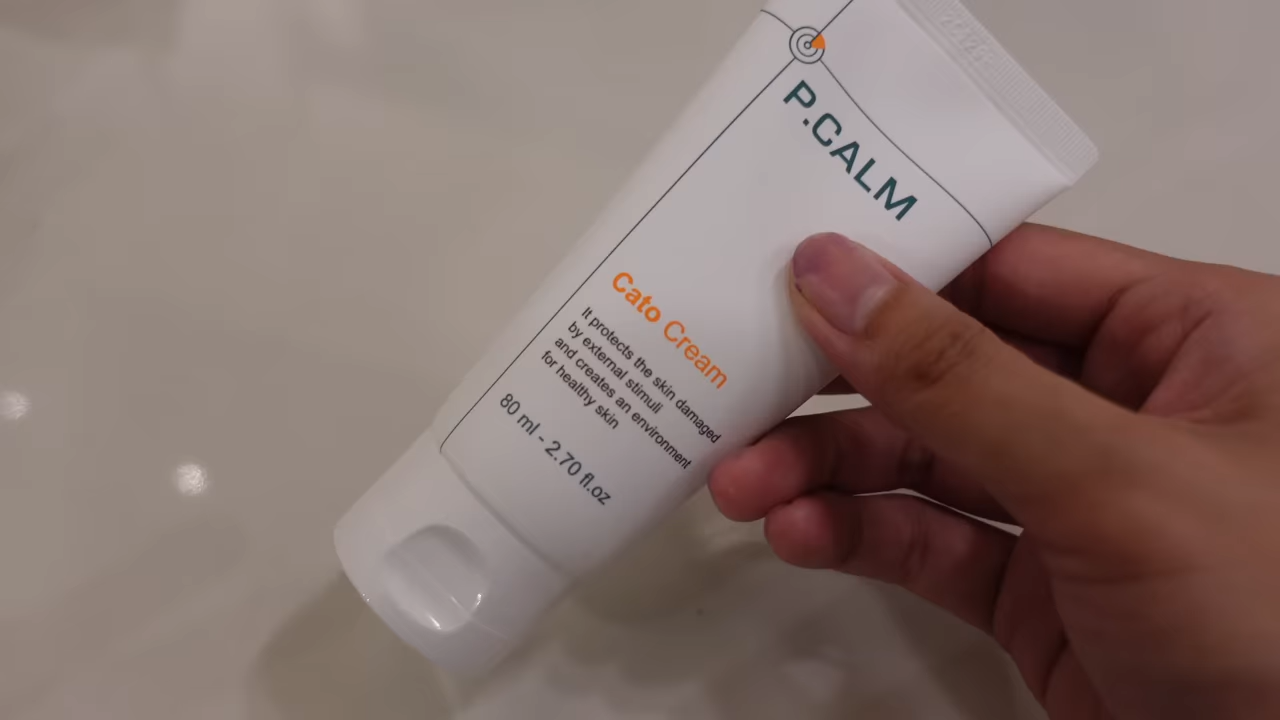 P.CALM
Cato Cream
It protects the skin damaged
by external stimuli
and creates an environment
for healthy skin
80 ml - 2.70 fl.oz